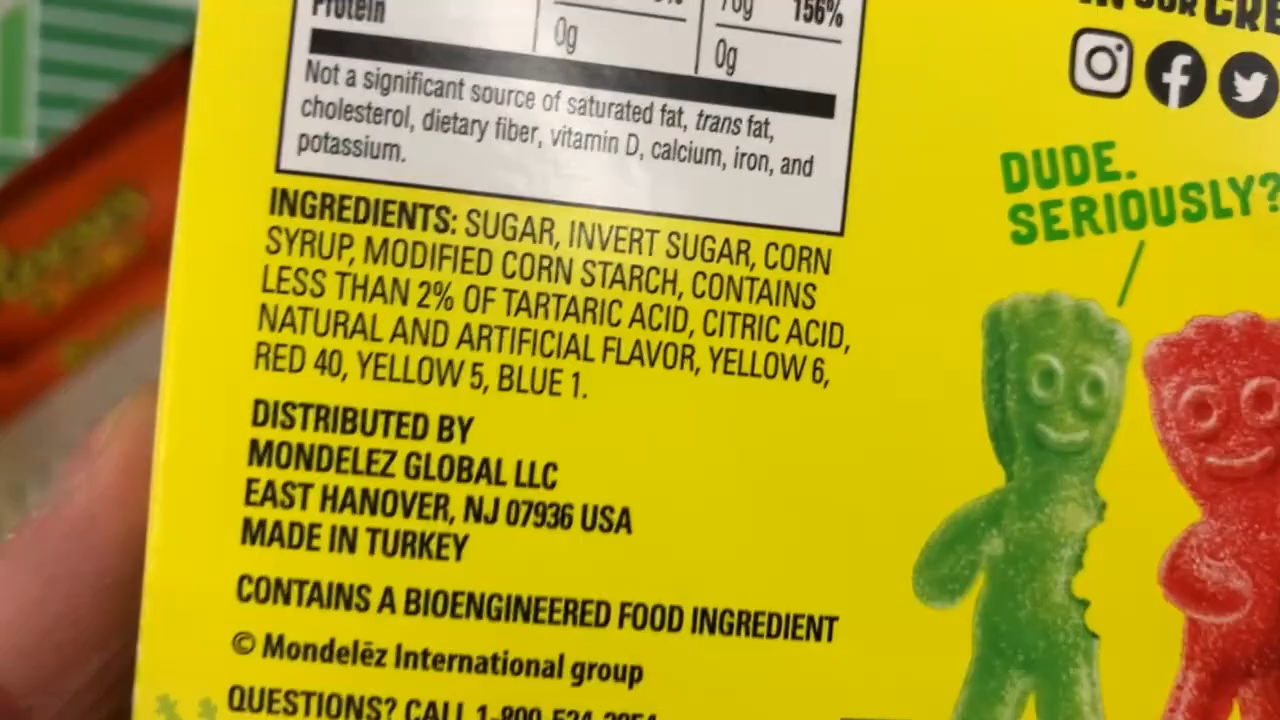 Protein
0g
156%
0g
Not a significant source of saturated fat, trans fat,
cholesterol, dietary fiber, vitamin D, calcium, iron, and
potassium.
INGREDIENTS: SUGAR, INVERT SUGAR, CORN
SYRUP, MODIFIED CORN STARCH, CONTAINS
LESS THAN 2% OF TARTARIC ACID, CITRIC ACID,
NATURAL AND ARTIFICIAL FLAVOR, YELLOW 6,
RED 40, YELLOW 5, BLUE 1.
DISTRIBUTED BY
MONDELEZ GLOBAL LLC
EAST HANOVER, NJ 07936 USA
MADE IN TURKEY
CONTAINS A BIOENGINEERED FOOD INGREDIENT
© Mondelēz International group
QUESTIONS? CALL
DUDE.
SERIOUSLY?